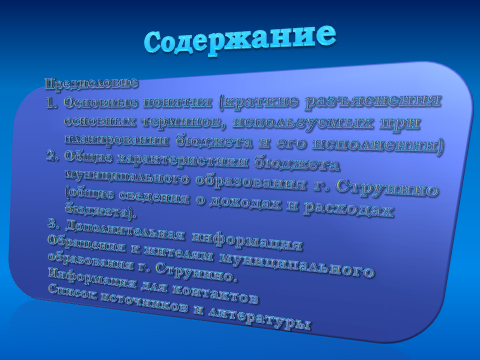 Содержание
Предисловие
1. Основные понятия (краткие разъяснения
основных терминов, используемых при
планировании бюджета и его исполнении)
2. Общие характеристики бюджета
муниципального образования г. Струнино
(общие сведения о доходах и расходах
бюджета).
3. Дополнительная информация
Обращения к жителям муниципального
образования г. Струнино.
Информация для контактов
Список источников и литературы